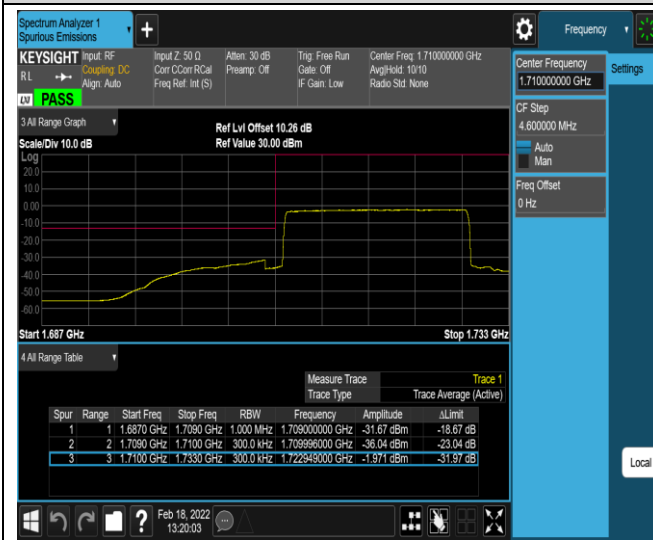 Spectrum Analyzer 1
Spurious Emissions
+
Frequency
KEYSIGHT
RL
LXI PASS
Input: RF
Coupling: DC
Align: Auto
Input Z: 50 Ω
Corr CCorr RCal
Freq Ref: Int (S)
Atten: 30 dB
Preamp: Off
Trig: Free Run
Gate: Off
IF Gain: Low
Center Freq: 1.710000000 GHz
Avg|Hold: 10/10
Radio Std: None
Center Frequency
1.710000000 GHz
Settings
CF Step
4.600000 MHz
Auto
Man
Freq Offset
0 Hz
3 All Range Graph
Scale/Div 10.0 dB
Ref Lvl Offset 10.26 dB
Ref Value 30.00 dBm
Log
20.0
10.0
0.00
-10.0
-20.0
-30.0
-40.0
-50.0
-60.0
Start 1.687 GHz
Stop 1.733 GHz
4 All Range Table
Measure Trace Trace 1
Trace Type Trace Average (Active)
Spur Range Start Freq Stop Freq RBW Frequency Amplitude ΔLimit
1 1 1.6870 GHz 1.7090 GHz 1.000 MHz 1.709000000 GHz -31.67 dBm -18.67 dB
2 2 1.7090 GHz 1.7100 GHz 300.0 kHz 1.709996000 GHz -36.04 dBm -23.04 dB
3 3 1.7100 GHz 1.7330 GHz 300.0 kHz 1.722949000 GHz -1.971 dBm -31.97 dB
Local
?
Feb 18, 2022
13:20:03